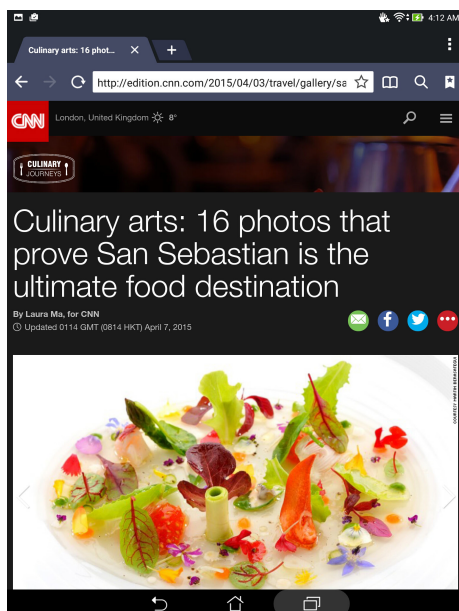 4:12 AM
Culinary arts: 16 phot...
http://edition.cnn.com/2015/04/03/travel/gallery/sa
CNN
London, United Kingdom 8°
CULINARY
JOURNEYS
Culinary arts: 16 photos that
prove San Sebastian is the
ultimate food destination
By Laura Ma, for CNN
Updated 0114 GMT (0814 HKT) April 7, 2015